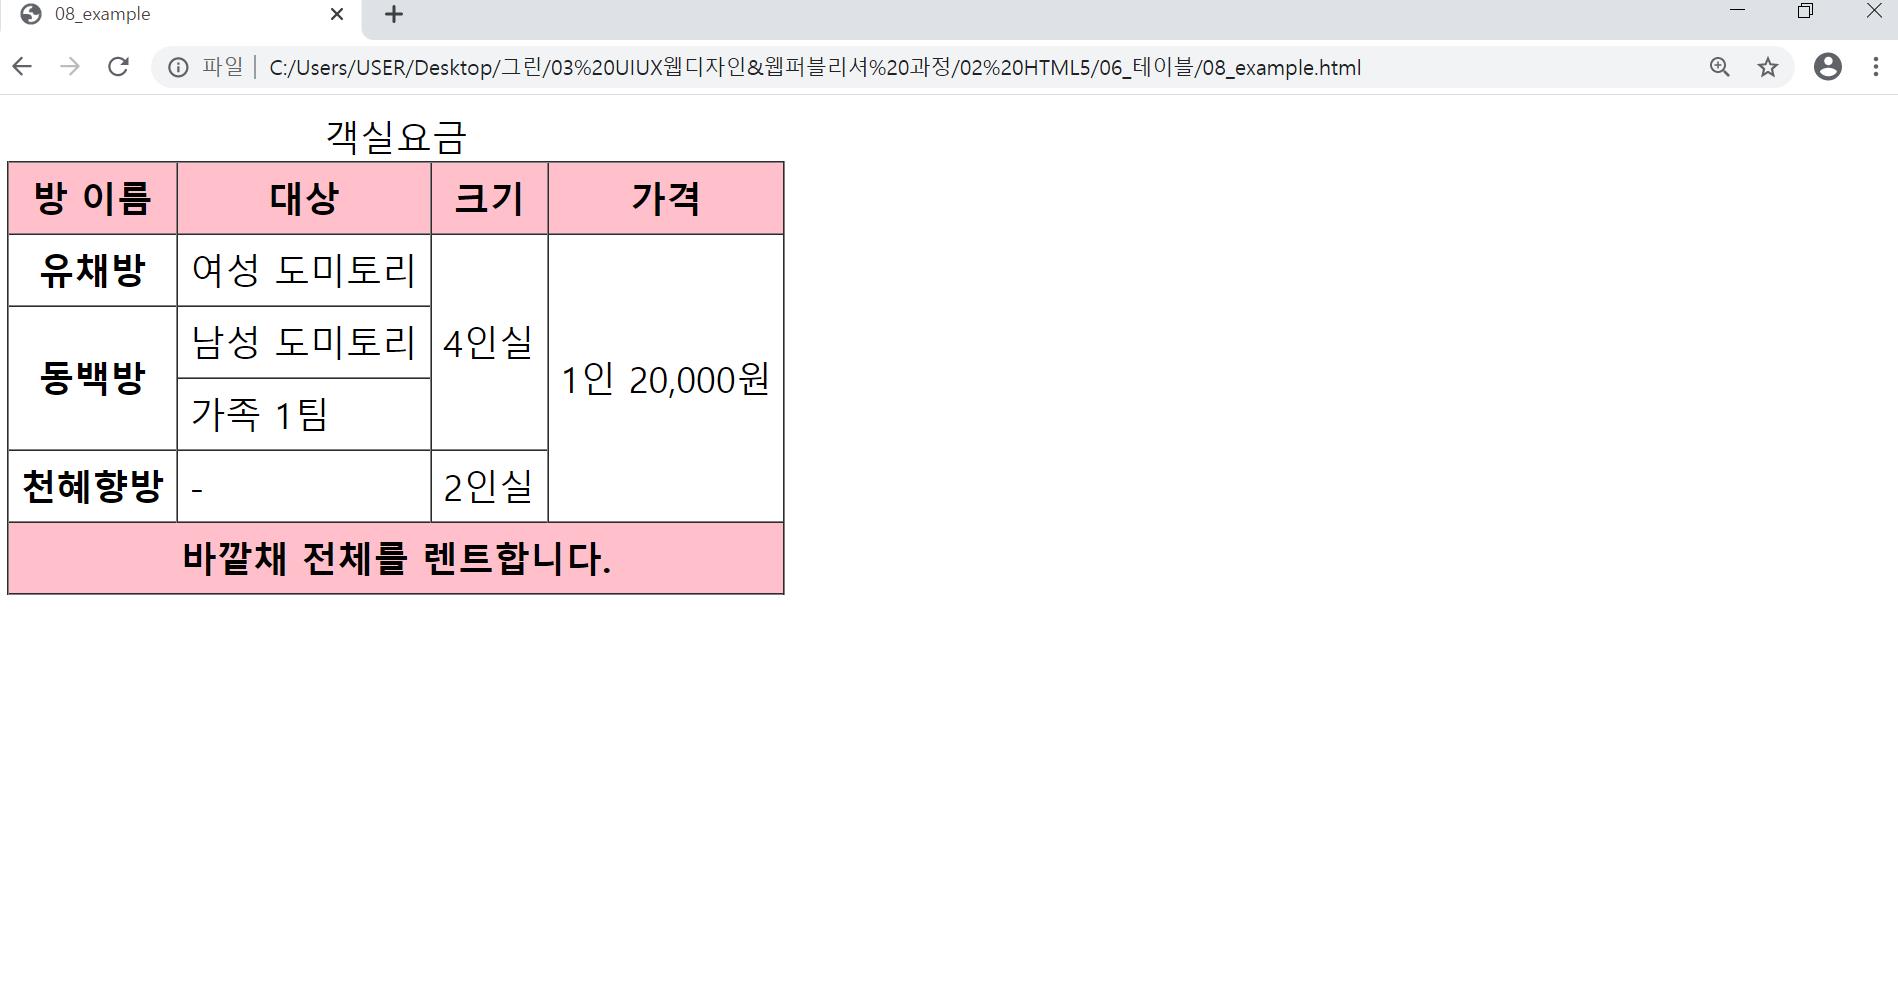 08_example
파일 | C:/Users/USER/Desktop/그린/03%20UIUX웹디자인&웹퍼블리셔%20과정/02%20HTML5/06_테이블/08_example.html
객실요금
방 이름 대상 크기 가격
유채방 여성 도미토리
동백방 남성 도미토리 4인실 1인 20,000원
가족 1팀
천혜향방 - 2인실
바깥채 전체를 렌트합니다.